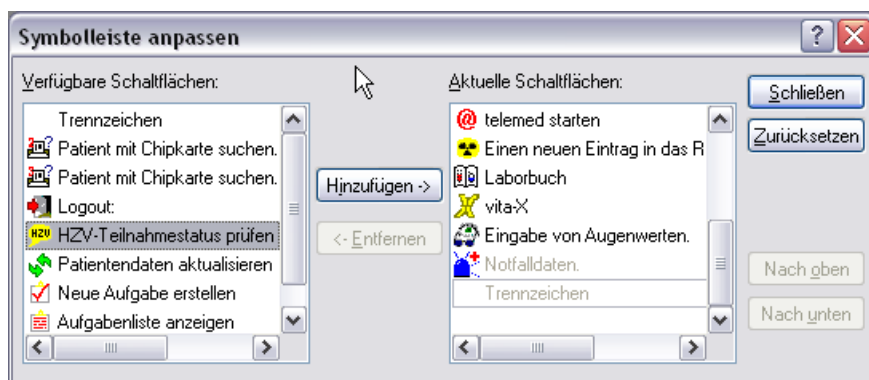 Symbolleiste anpassen
Verfügbare Schaltflächen:
Trennzeichen
Patient mit Chipkarte suchen.
Patient mit Chipkarte suchen.
Logout:
HZV HZV-Teilnahmestatus prüfen
Patientendaten aktualisieren
Neue Aufgabe erstellen
Aufgabenliste anzeigen
Hinzufügen ->
<- Entfernen
Aktuelle Schaltflächen:
@ telemed starten
Einen neuen Eintrag in das R
Laborbuch
vita-X
Eingabe von Augenwerten.
Notfalldaten.
Trennzeichen
Schließen
Zurücksetzen
Nach oben
Nach unten